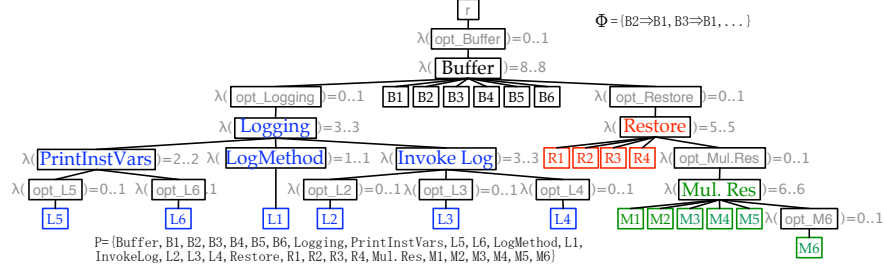 r
Φ={B2⇒B1,B3⇒B1,...}
λ(opt_Buffer)=0..1
λ(Buffer)=8..8
λ(opt_Logging)=0..1 B1 B2 B3 B4 B5 B6 λ(opt_Restore)=0..1
λ(Logging)=3..3 λ(Restore)=5..5
λ(PrintInstVars)=2..2 λ(LogMethod)=1..1 λ(Invoke Log)=3..3 R1 R2 R3 R4 λ(opt_Mul.Res)=0..1
λ(opt_L5)=0..1 λ(opt_L6).1 λ(opt_L2)=0..1 λ(opt_L3)=0..1 λ(opt_L4)=0..1 λ(Mul. Res)=6..6
L5 L6 L1 L2 L3 L4 M1 M2 M3 M4 M5 λ(opt_M6)=0..1
M6
P={Buffer,B1,B2,B3,B4,B5,B6,Logging,PrintInstVars,L5,L6,LogMethod,L1,
InvokeLog,L2,L3,L4,Restore,R1,R2,R3,R4,Mul.Res,M1,M2,M3,M4,M5,M6}